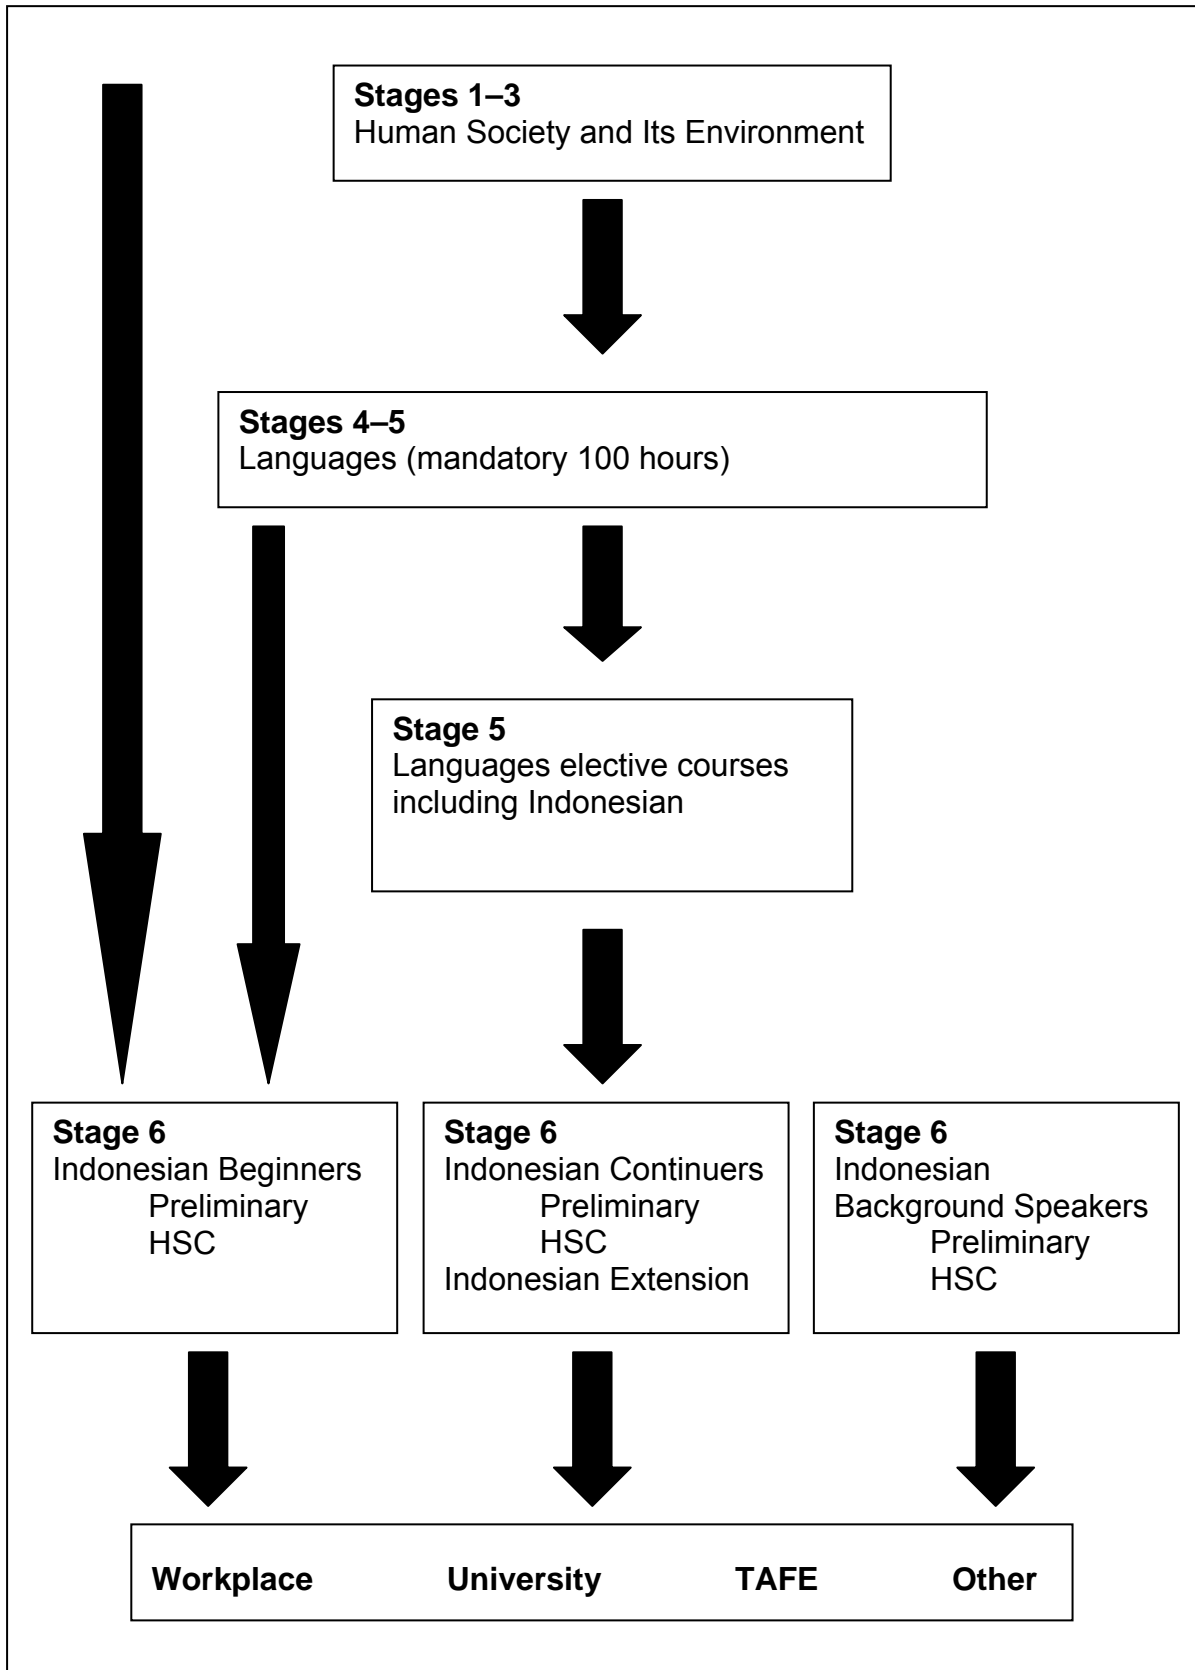 Stages 1–3
Human Society and Its Environment
Stages 4–5
Languages (mandatory 100 hours)
Stage 5
Languages elective courses
including Indonesian
Stage 6
Indonesian Beginners
Preliminary
HSC
Stage 6
Indonesian Continuers
Preliminary
HSC
Indonesian Extension
Stage 6
Indonesian
Background Speakers
Preliminary
HSC
Workplace University TAFE Other